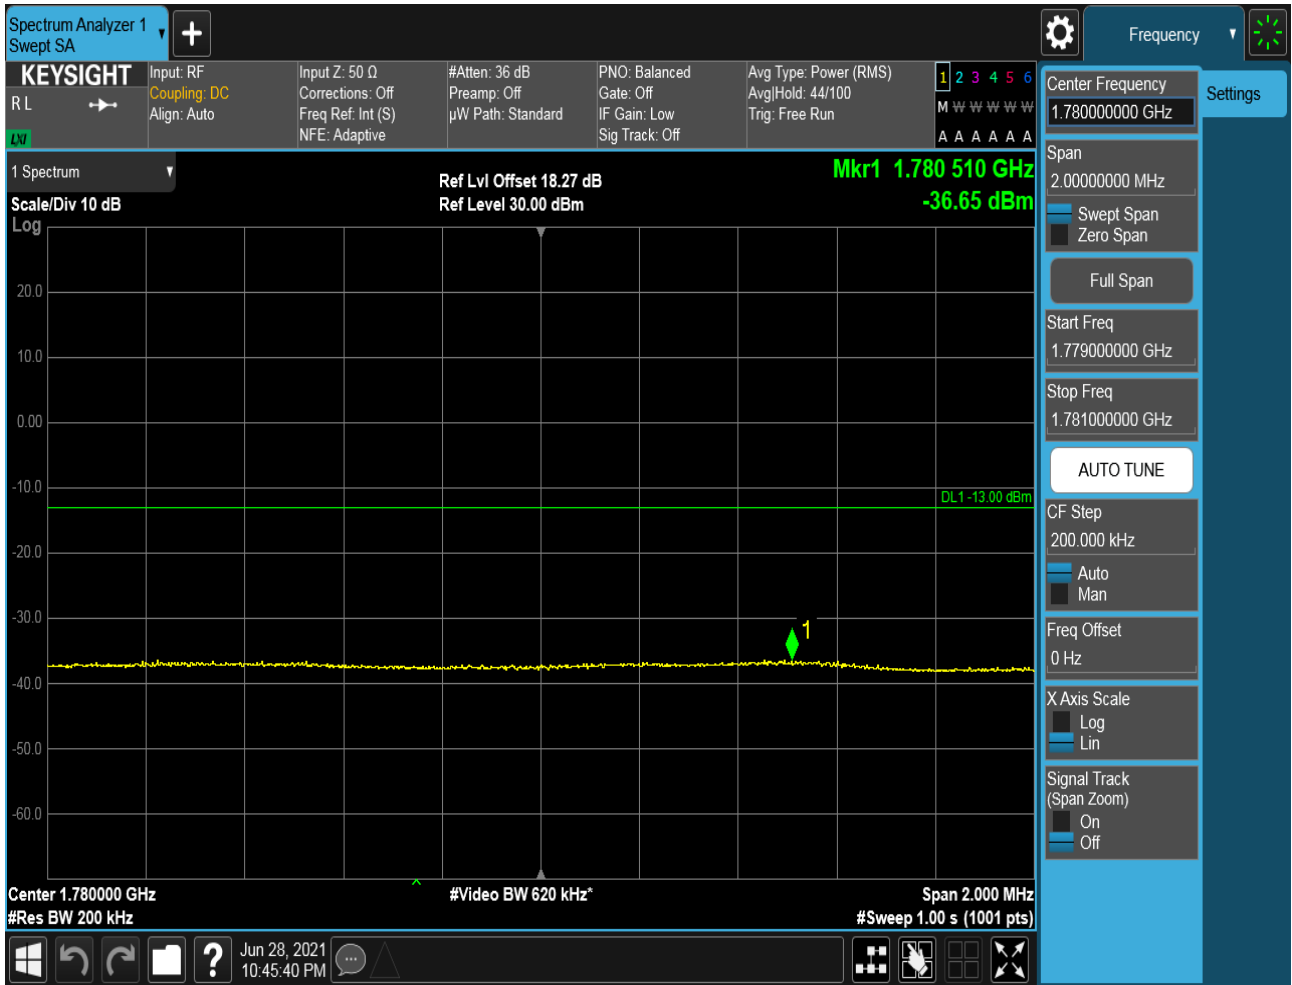 Spectrum Analyzer 1
Swept SA
Frequency
KEYSIGHT
R L
LXI
Input: RF
Coupling: DC
Align: Auto
Input Z: 50 Ω
Corrections: Off
Freq Ref: Int (S)
NFE: Adaptive
#Atten: 36 dB
Preamp: Off
µW Path: Standard
PNO: Balanced
Gate: Off
IF Gain: Low
Sig Track: Off
Avg Type: Power (RMS)
Avg|Hold: 44/100
Trig: Free Run
1 2 3 4 5 6
M W W W W W
A A A A A A
1 Spectrum
Scale/Div 10 dB
Log
Ref Lvl Offset 18.27 dB
Ref Level 30.00 dBm
Mkr1 1.780 510 GHz
-36.65 dBm
20.0
10.0
0.00
-10.0
DL1 -13.00 dBm
-20.0
-30.0
1
-40.0
-50.0
-60.0
Center 1.780000 GHz
#Res BW 200 kHz
#Video BW 620 kHz*
Span 2.000 MHz
#Sweep 1.00 s (1001 pts)
Jun 28, 2021
10:45:40 PM
Center Frequency
1.780000000 GHz
Settings
Span
2.00000000 MHz
Swept Span
Zero Span
Full Span
Start Freq
1.779000000 GHz
Stop Freq
1.781000000 GHz
AUTO TUNE
CF Step
200.000 kHz
Auto
Man
Freq Offset
0 Hz
X Axis Scale
Log
Lin
Signal Track
(Span Zoom)
On
Off